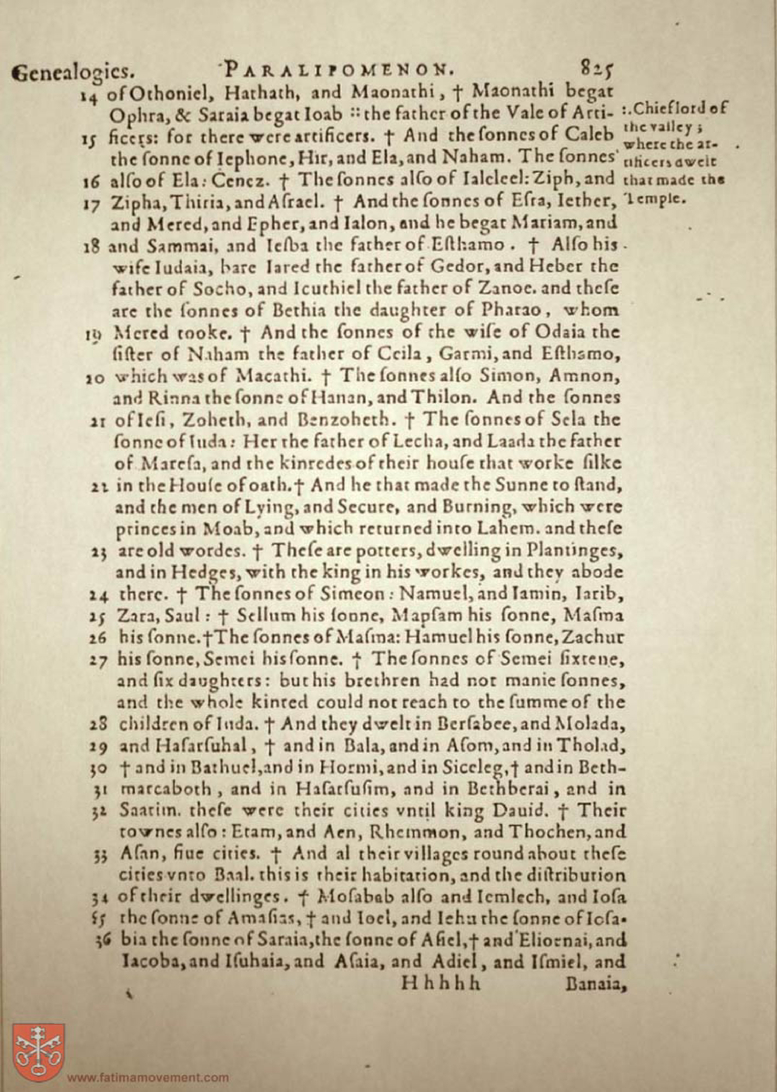 Genealogies. PARALIPOMENON. 825
14 of Othoniel, Hathath, and Maonathi, † Maonathi begat
Ophra, & Saraia begat Ioab :: the father of the Vale of Arti-
15 ficers: for there were artificers. † And the ſonnes of Caleb
the ſonne of Iephone, Hir, and Ela, and Naham. The ſonnes
16 alſo of Ela: Cenez. † The ſonnes alſo of Ialeleel: Ziph, and
17 Zipha, Thiria, and Aſrael. † And the ſonnes of Eſra, Iether,
and Mered, and Epher, and Ialon, and he begat Mariam, and
18 and Sammai, and Ieſba the father of Eſthamo. † Alſo his
wife Iudaia, bare Iared the father of Gedor, and Heber the
father of Socho, and Icuthiel the father of Zanoe. and theſe
are the ſonnes of Bethia the daughter of Pharao, whom
19 Mered tooke. † And the ſonnes of the wife of Odaia the
ſiſter of Naham the father of Ceila, Garmi, and Eſthamo,
20 which was of Macathi. † The ſonnes alſo Simon, Amnon,
and Rinna the ſonne of Hanan, and Thilon. And the ſonnes
21 of Ieſi, Zoheth, and Benzoheth. † The ſonnes of Sela the
ſonne of Iuda: Her the father of Lecha, and Laada the father
of Mareſa, and the kinredes of their houſe that worke ſilke
22 in the Houſe of oath. † And he that made the Sunne to ſtand,
and the men of Lying, and Secure, and Burning, which were
princes in Moab, and which returned into Lahem. and theſe
23 are old wordes. † Theſe are potters, dwelling in Plantinges,
and in Hedges, with the king in his workes, and they abode
24 there. † The ſonnes of Simeon: Namuel, and Iamin, Iarib,
25 Zara, Saul: † Sellum his ſonne, Mapſam his ſonne, Maſma
26 his ſonne. † The ſonnes of Maſma: Hamuel his ſonne, Zachur
27 his ſonne, Semei his ſonne. † The ſonnes of Semei ſixtene,
and ſix daughters: but his brethren had not manie ſonnes,
and the whole kinred could not reach to the ſumme of the
28 children of Iuda. † And they dwelt in Berſabee, and Molada,
29 and Haſarſuhal, † and in Bala, and in Aſom, and in Tholad,
30 † and in Bathuel, and in Hormi, and in Siceleg, † and in Beth-
31 marcaboth, and in Haſarſuſim, and in Bethberai, and in
Saarim. theſe were their cities vntil king Dauid. † Their
32 townes alſo: Etam, and Aen, Rhemmon, and Thochen, and
33 Aſan, fiue cities. † And al their villages round about theſe
cities vnto Baal. this is their habitation, and the diſtribution
34 of their dwellinges. † Moſabab alſo and Iemlech, and Ioſa
35 the ſonne of Amaſias, † and Ioel, and Iehu the ſonne of Ioſa-
36 bia the ſonne of Saraia, the ſonne of Aſiel, † and Elioenai, and
Iacoba, and Iſuhaia, and Aſaia, and Adiel, and Iſmiel, and
Hhhhh Banaia,
:: Chief lord of
the valley;
where the ar-
tificers dwelt
that made the
Temple.
www.fatimamovement.com